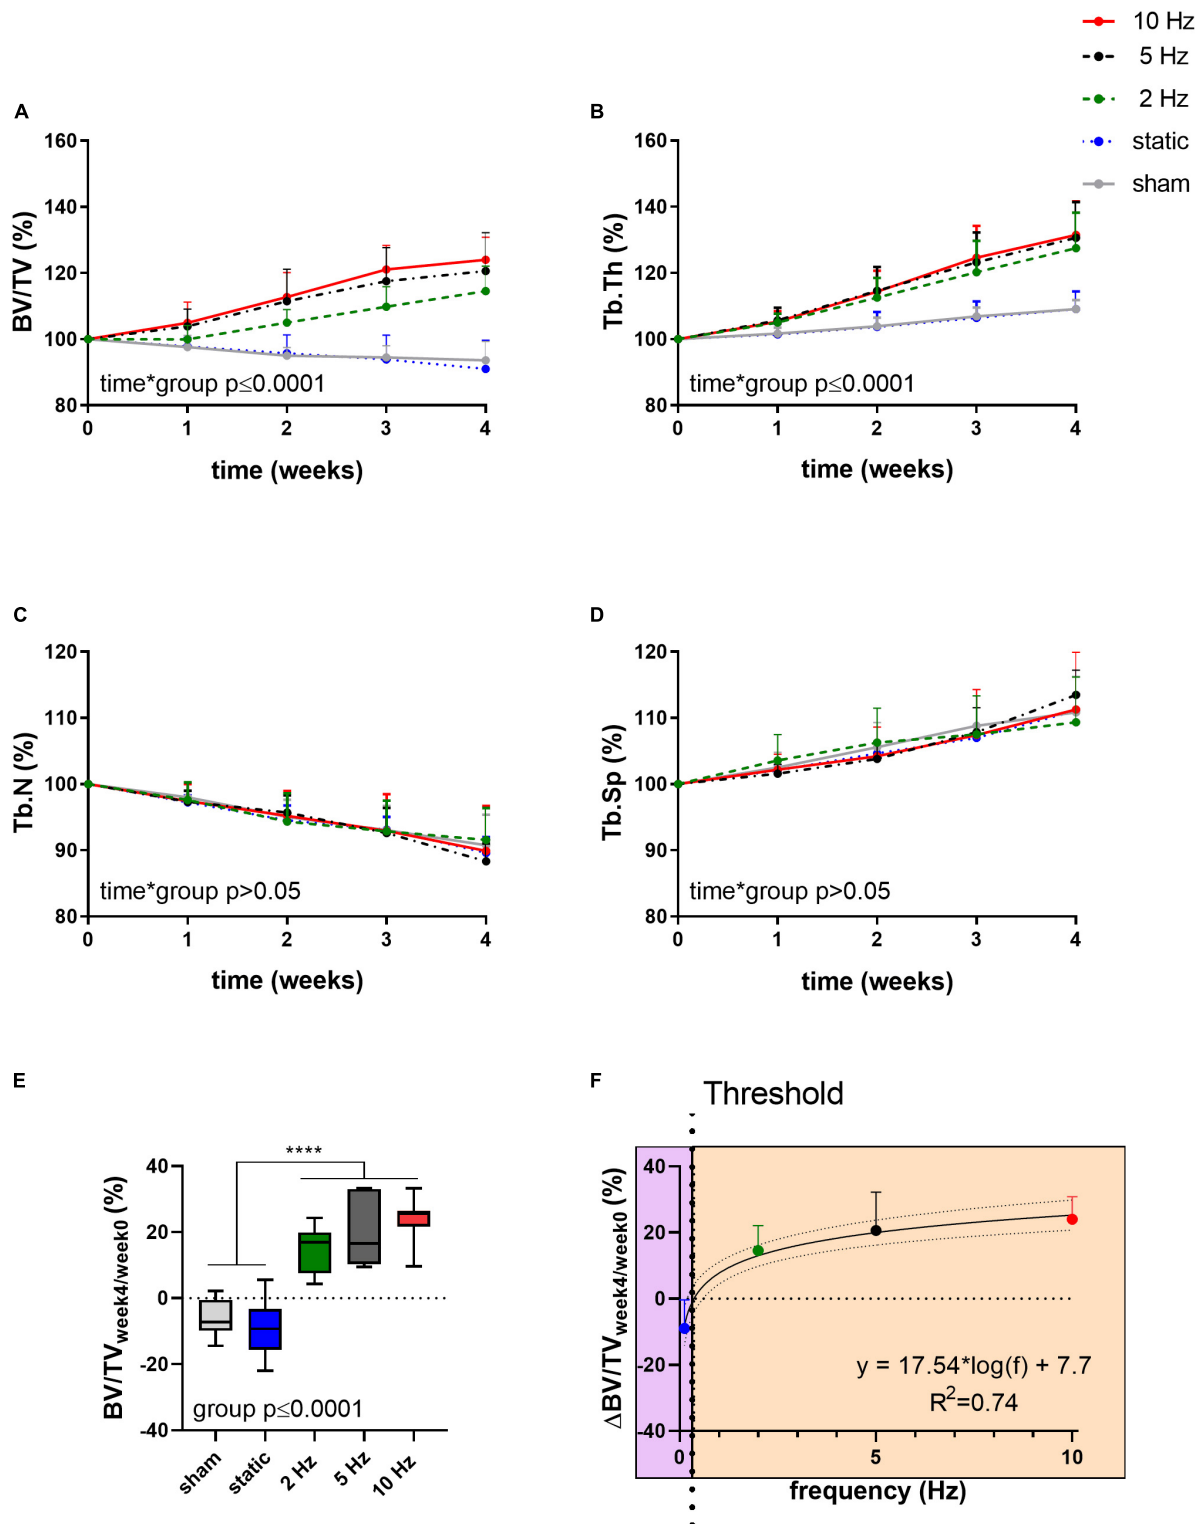 10 Hz
5 Hz
2 Hz
static
sham
A
160
140
120
100
80
BV/TV (%)
time*group p≤0.0001
0 1 2 3 4
time (weeks)
B
160
140
120
100
80
Tb.Th (%)
time*group p≤0.0001
0 1 2 3 4
time (weeks)
C
120
110
100
90
80
Tb.N (%)
time*group p>0.05
0 1 2 3 4
time (weeks)
D
120
110
100
90
80
Tb.Sp (%)
time*group p>0.05
0 1 2 3 4
time (weeks)
E
****
40
20
0
-20
-40
BV/TVweek4/week0 (%)
group p≤0.0001
sham static 2 Hz 5 Hz 10 Hz
F
Threshold
40
20
0
-20
-40
ΔBV/TVweek4/week0 (%)
y = 17.54*log(f) + 7.7
R²=0.74
0 5 10
frequency (Hz)